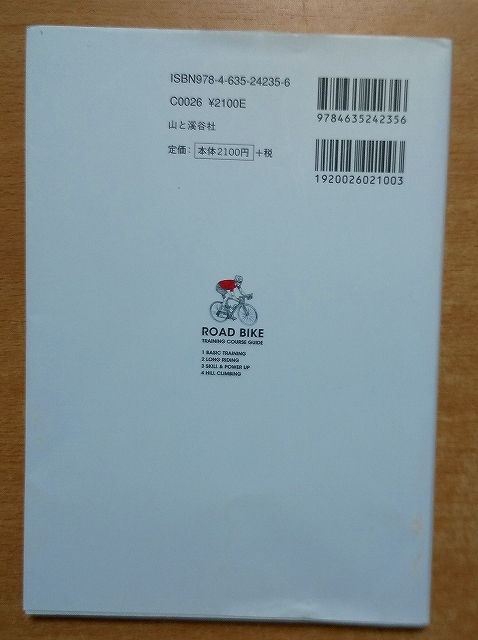 ISBN978-4-635-24235-6
C0026 ¥2100E
山と溪谷社
定価：本体2100円+税
9784635242356
1920026021003
ROAD BIKE
TRAINING COURSE GUIDE
1 BASIC TRAINING
2 LONG RIDING
3 SKILL & POWER UP
4 HILL CLIMBING